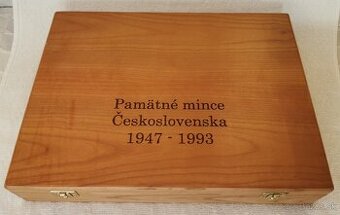 Pamätné mince
Československa
1947 - 1993